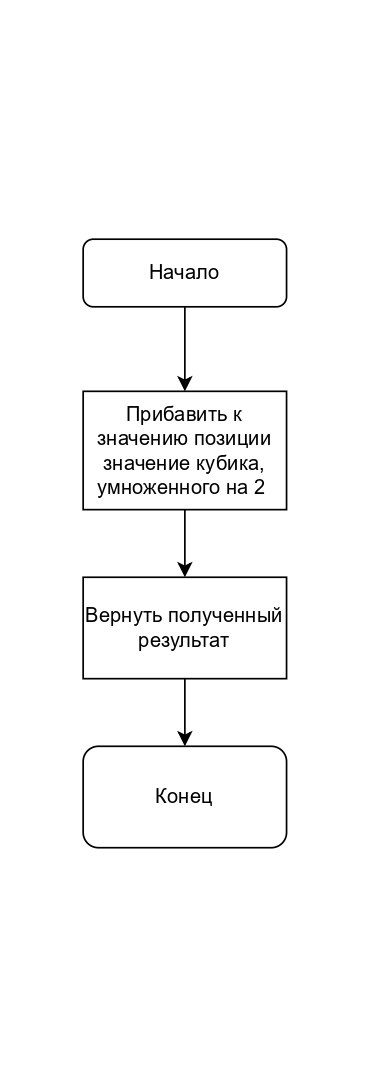 Начало
Прибавить к
значению позиции
значение кубика,
умноженного на 2
Вернуть полученный
результат
Конец